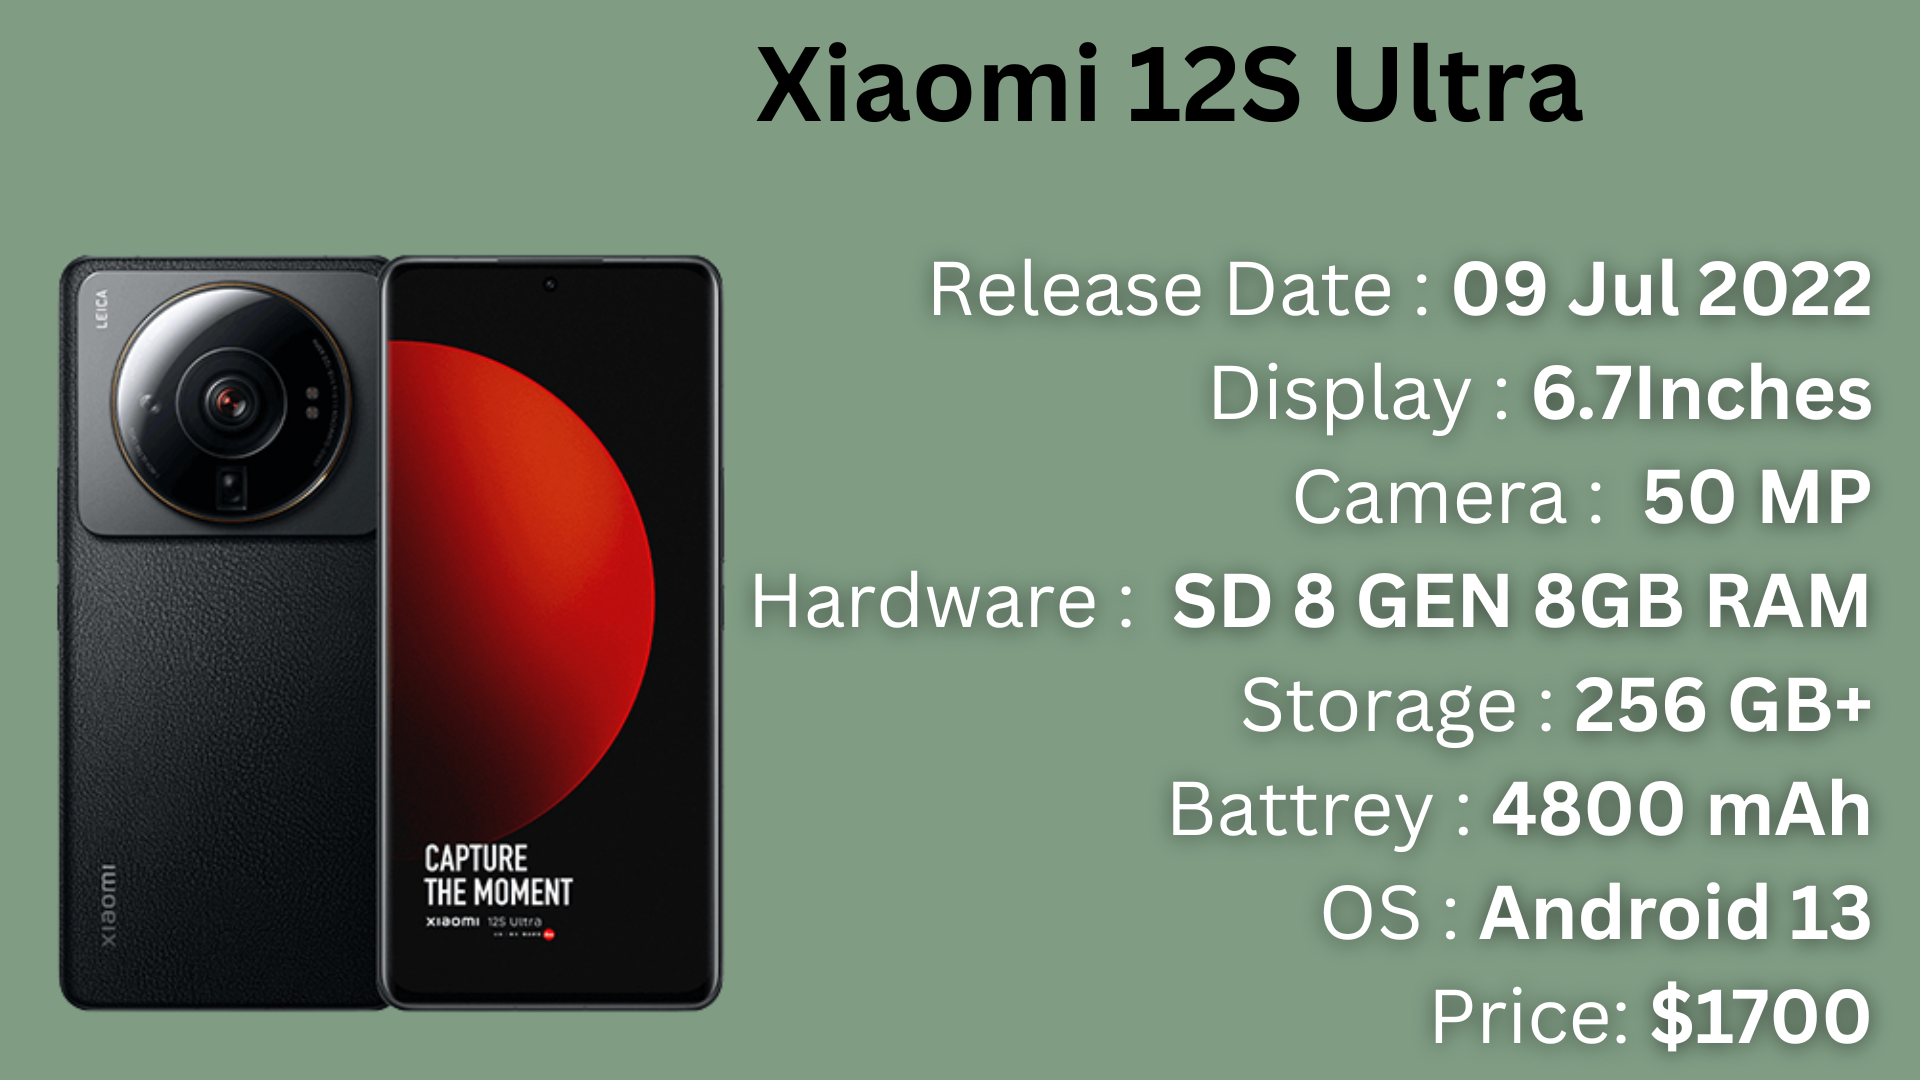 Xiaomi 12S Ultra
LEICA
xiaomi
CAPTURE
THE MOMENT
xiaomi 12S Ultra
Release Date : 09 Jul 2022
Display : 6.7Inches
Camera : 50 MP
Hardware : SD 8 GEN 8GB RAM
Storage : 256 GB+
Battrey : 4800 mAh
OS : Android 13
Price: $1700